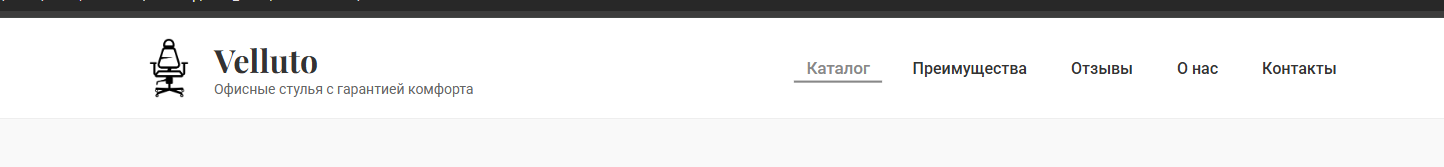 Velluto
Офисные стулья с гарантией комфорта
Каталог Преимущества Отзывы О нас Контакты